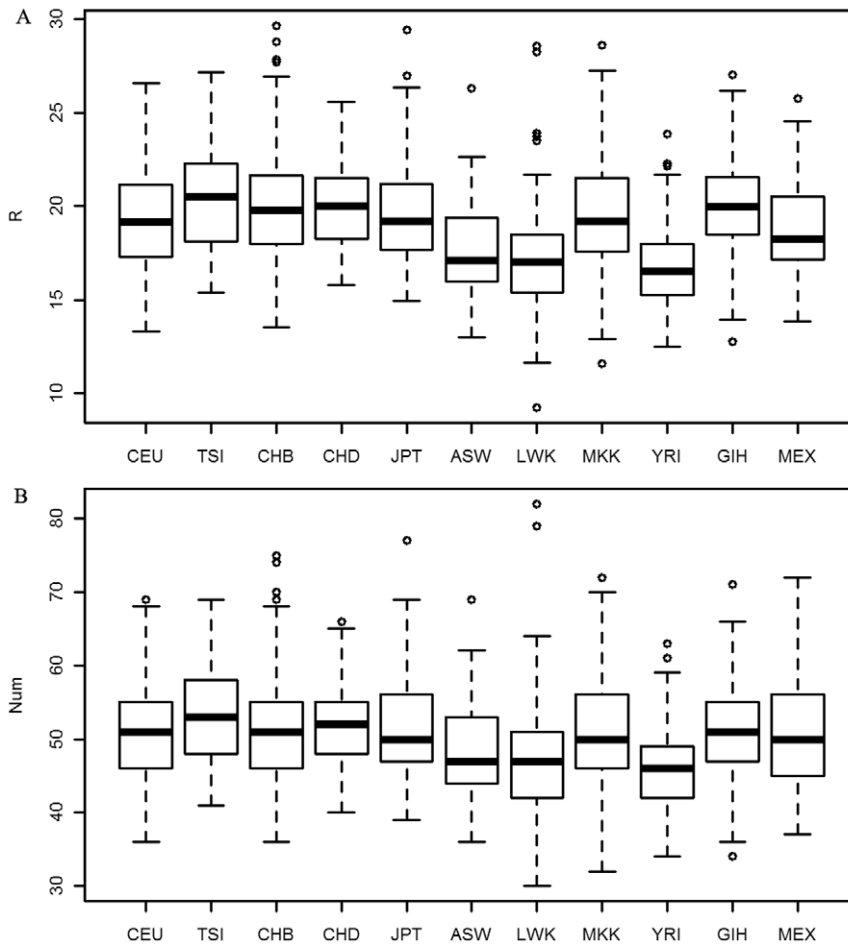 A
30
25
20
15
10
R
CEU TSI CHB CHD JPT ASW LWK MKK YRI GIH MEX
B
80
70
60
50
40
30
Num
CEU TSI CHB CHD JPT ASW LWK MKK YRI GIH MEX